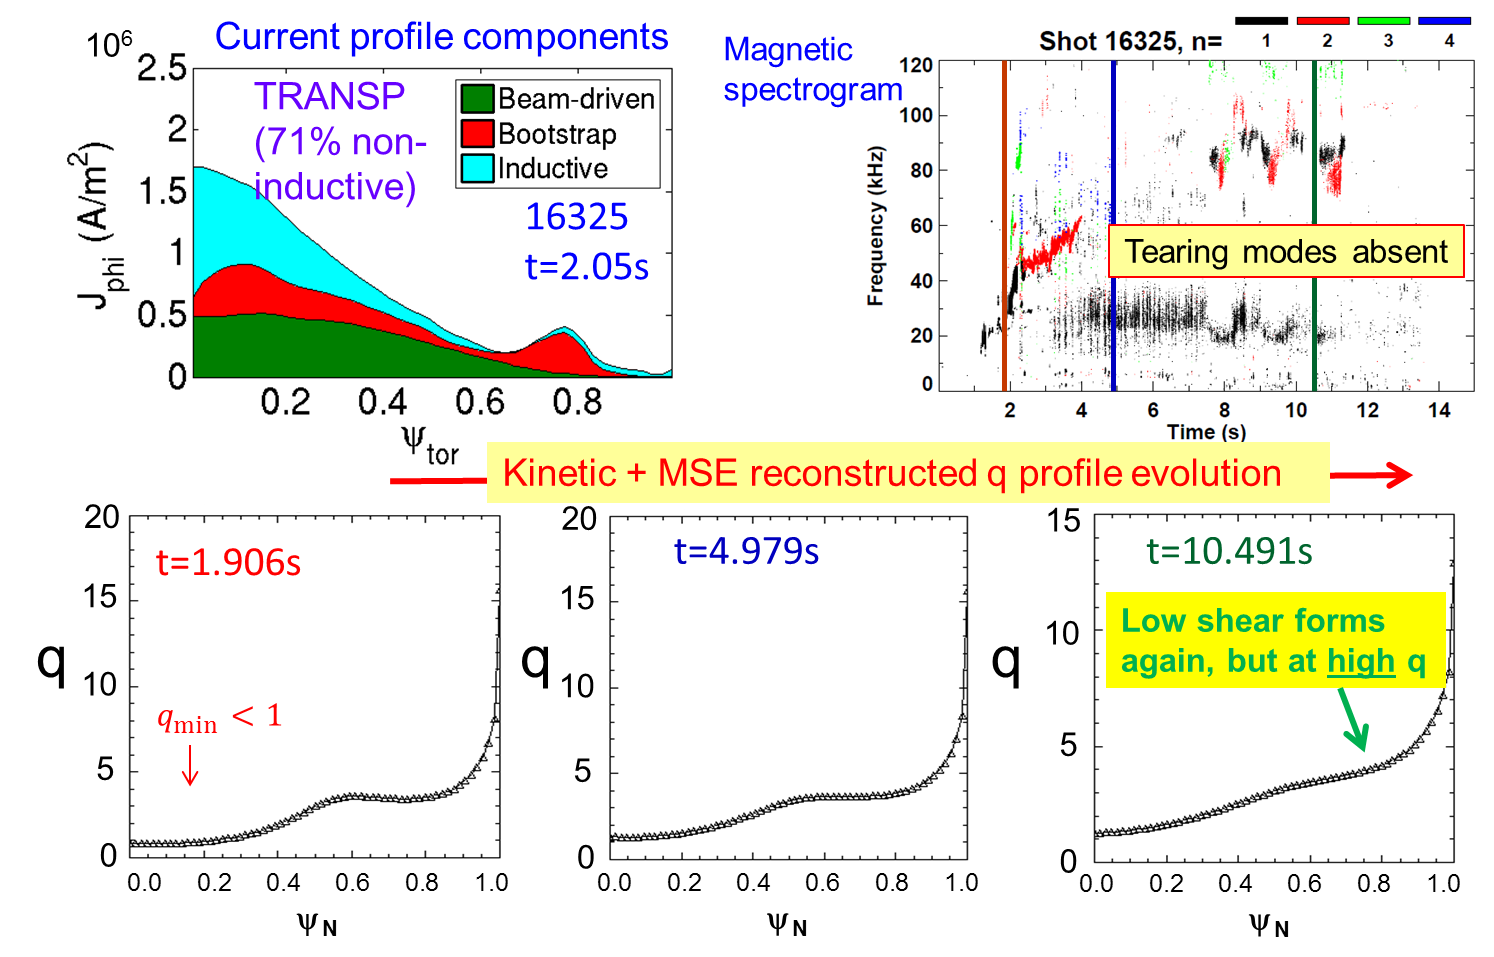 Current profile components
10⁶
2.5
2
1.5
1
0.5
0
J_phi (A/m²)
TRANSP
(71% non-
inductive)
Beam-driven
Bootstrap
Inductive
16325
t=2.05s
0.2 0.4 0.6 0.8
ψ_tor
Magnetic
spectrogram
Shot 16325, n= 1 2 3 4
120
100
80
60
40
20
0
Frequency (kHz)
Tearing modes absent
2 4 6 8 10 12 14
Time (s)
Kinetic + MSE reconstructed q profile evolution
20
15
10
5
0
q
t=1.906s
q_min < 1
0.0 0.2 0.4 0.6 0.8 1.0
ψ_N
20
15
10
5
0
q
t=4.979s
0.0 0.2 0.4 0.6 0.8 1.0
ψ_N
15
10
5
0
q
t=10.491s
Low shear forms
again, but at high q
0.0 0.2 0.4 0.6 0.8 1.0
ψ_N